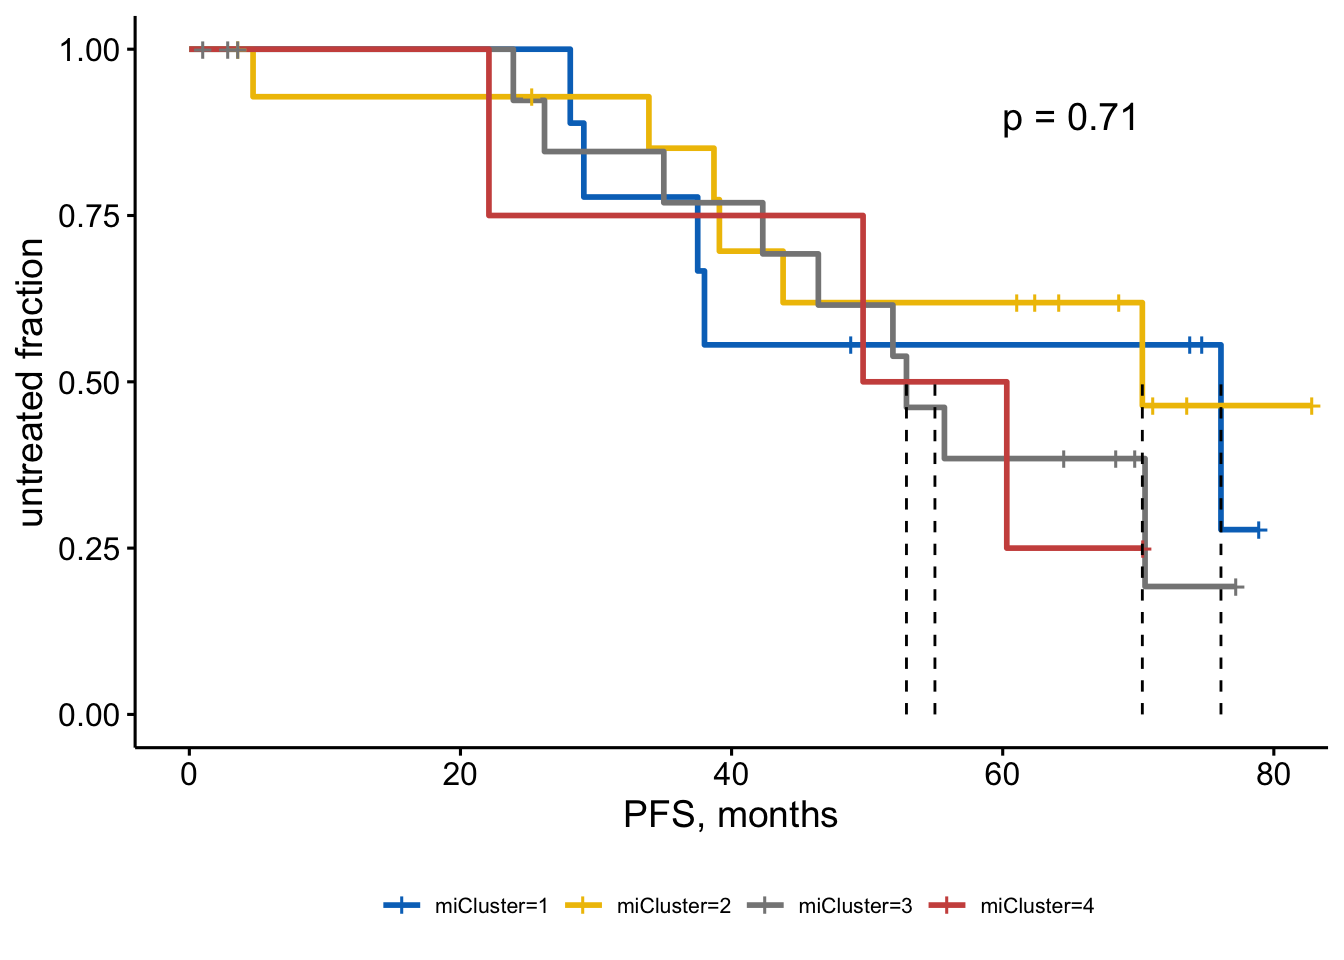 1.00
0.75
0.50
0.25
0.00
untreated fraction
p = 0.71
0 20 40 60 80
PFS, months
miCluster=1 miCluster=2 miCluster=3 miCluster=4